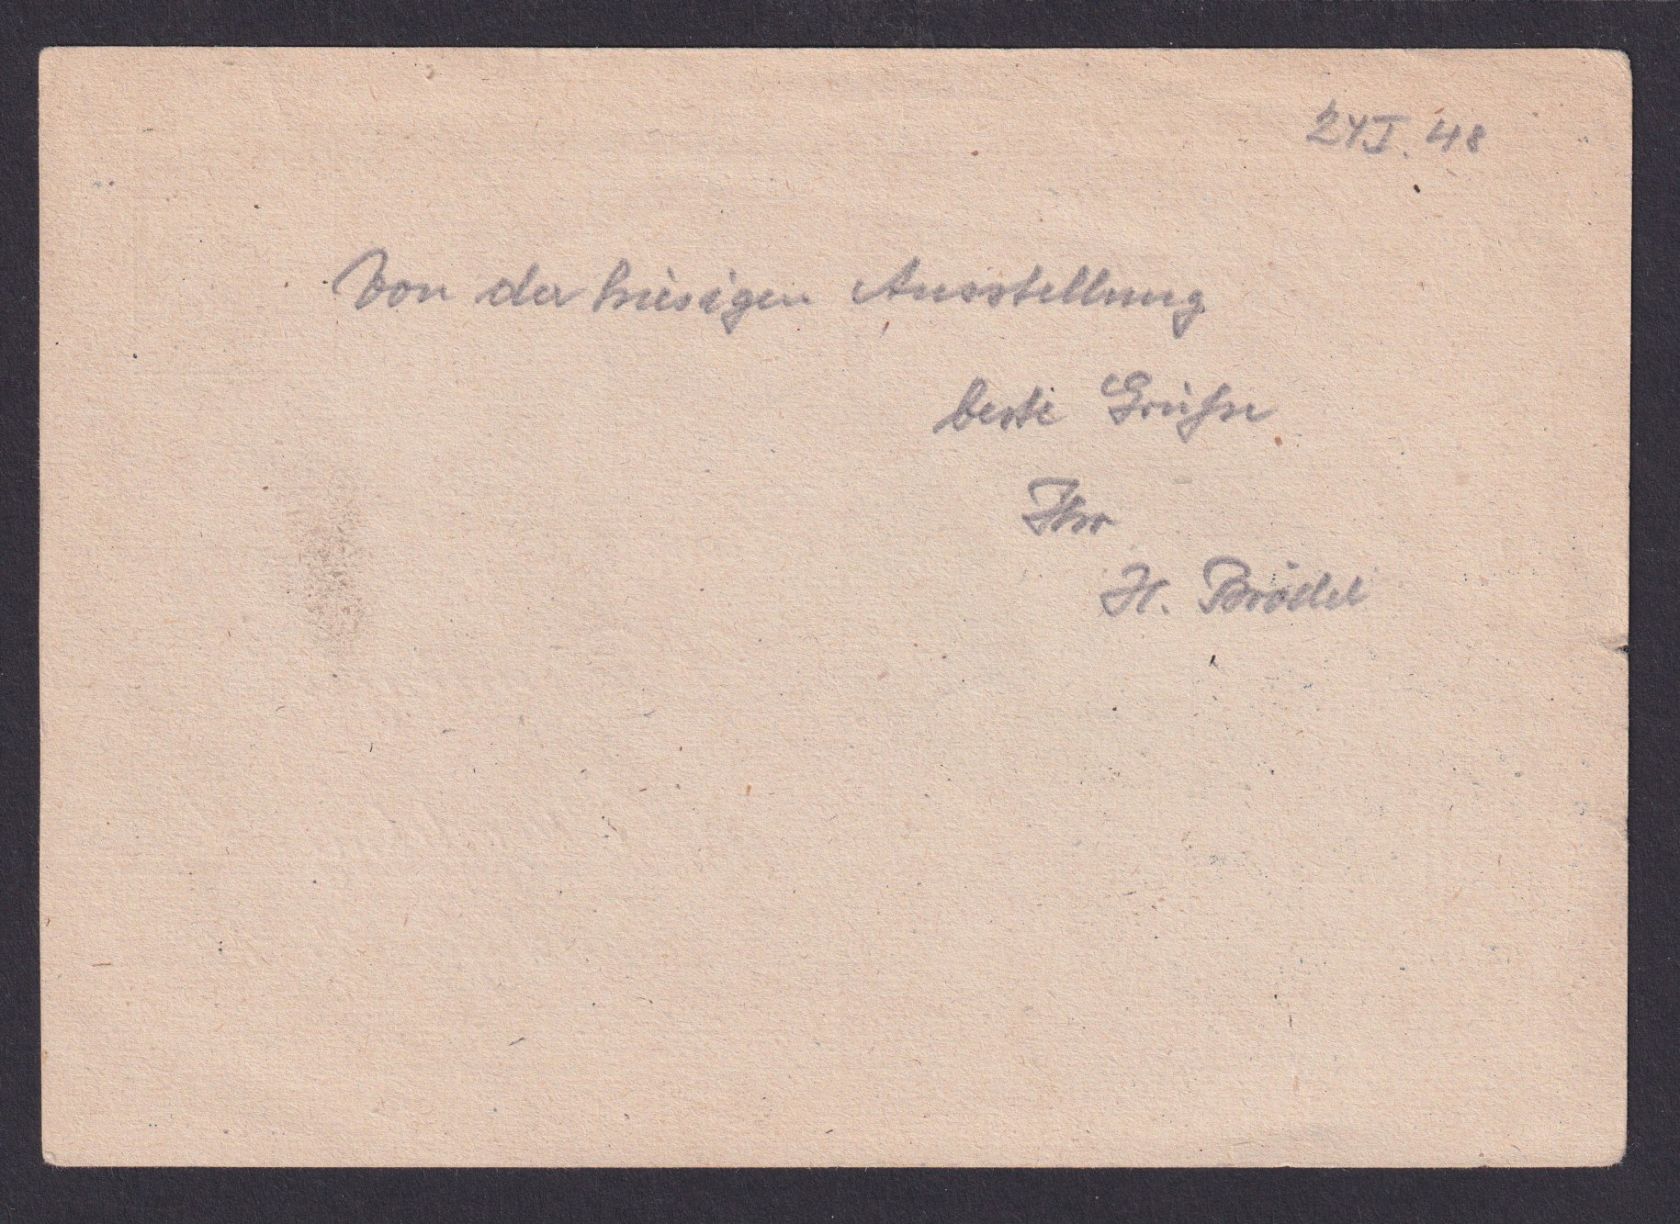 24 I. 48
Von der hiesigen Ausstellung
beste Grüße
Ihr
H. Brödel